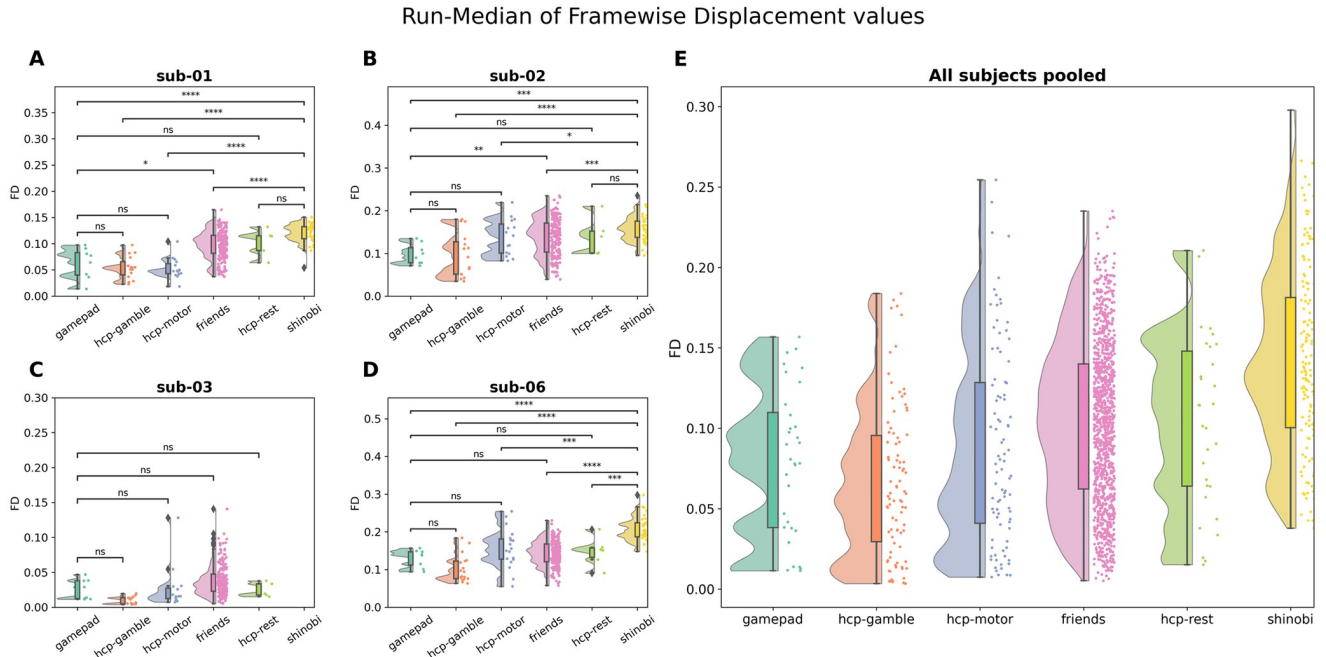 Run-Median of Framewise Displacement values
A
sub-01
FD
0.35
0.30
0.25
0.20
0.15
0.10
0.05
0.00
****
****
ns
****
*
****
ns
ns
ns
gamepad
hcp-gamble
hcp-motor
friends
hcp-rest
shinobi
B
sub-02
FD
0.4
0.3
0.2
0.1
0.0
***
****
ns
*
**
***
ns
ns
ns
gamepad
hcp-gamble
hcp-motor
friends
hcp-rest
shinobi
C
sub-03
FD
0.30
0.25
0.20
0.15
0.10
0.05
0.00
ns
ns
ns
ns
gamepad
hcp-gamble
hcp-motor
friends
hcp-rest
shinobi
D
sub-06
FD
0.5
0.4
0.3
0.2
0.1
0.0
****
****
ns
***
ns
****
***
ns
ns
gamepad
hcp-gamble
hcp-motor
friends
hcp-rest
shinobi
E
All subjects pooled
FD
0.30
0.25
0.20
0.15
0.10
0.05
0.00
gamepad
hcp-gamble
hcp-motor
friends
hcp-rest
shinobi